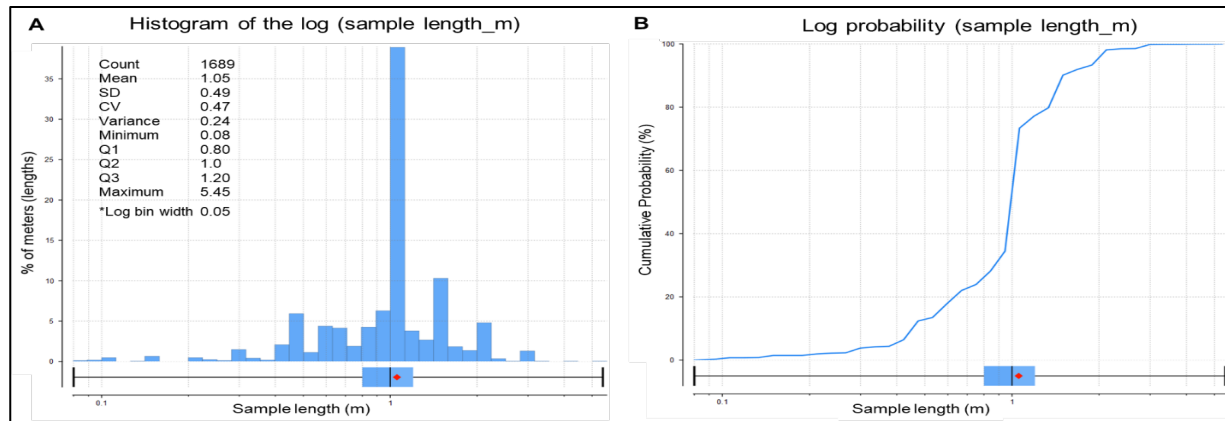 A Histogram of the log (sample length_m)
Count 1689
Mean 1.05
SD 0.49
CV 0.47
Variance 0.24
Minimum 0.08
Q1 0.80
Q2 1.0
Q3 1.20
Maximum 5.45
*Log bin width 0.05
% of meters (lengths)
35
30
25
20
15
10
5
0
0.1 1
Sample length (m)
B Log probability (sample length_m)
Cumulative Probability (%)
100
80
60
40
20
0
0.1 1
Sample length (m)